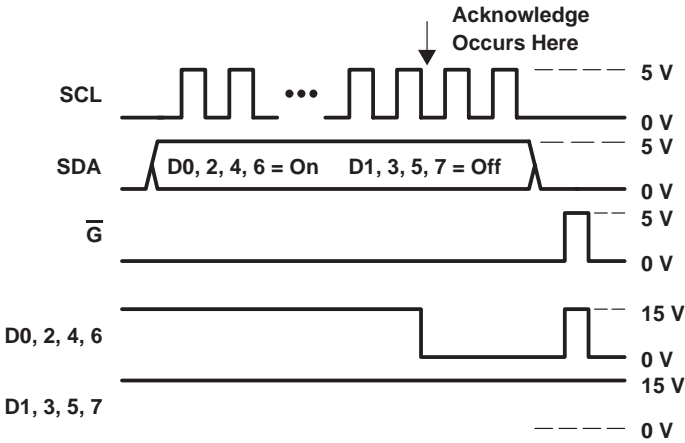 Acknowledge
Occurs Here
SCL
•••
5 V
0 V
SDA
D0, 2, 4, 6 = On D1, 3, 5, 7 = Off
5 V
0 V
G̅
5 V
0 V
D0, 2, 4, 6
15 V
0 V
D1, 3, 5, 7
15 V
0 V